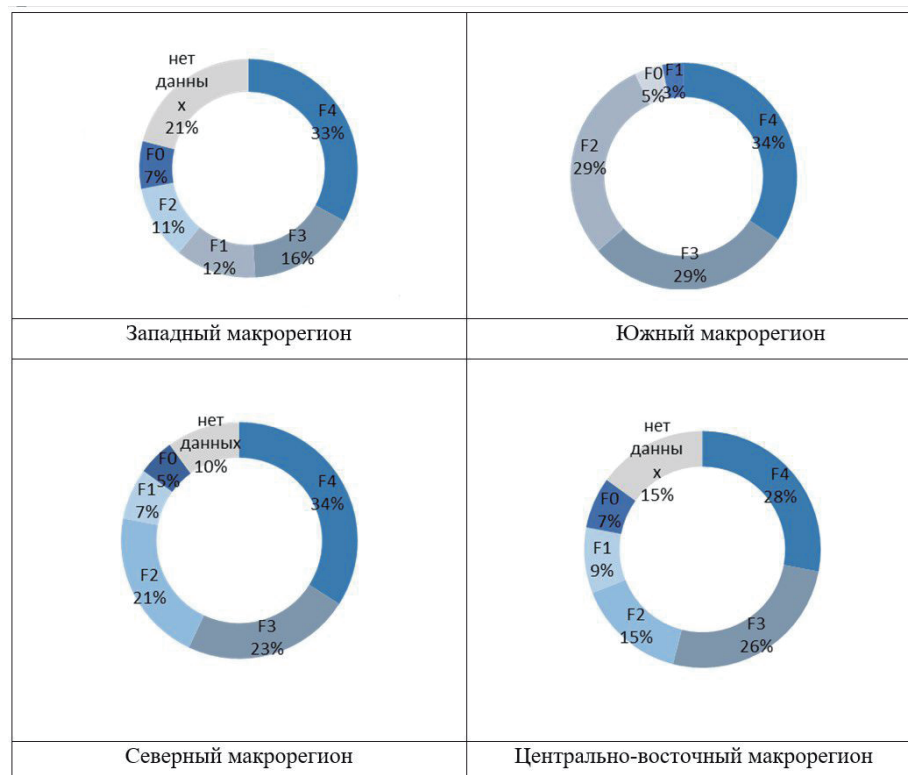 нет
данны
х
21%
F4
33%
F3
16%
F1
12%
F2
11%
F0
7%
F0
5%
F1
3%
F4
34%
F3
29%
F2
29%
Западный макрорегион
Южный макрорегион
нет
данных
10%
F4
34%
F3
23%
F2
21%
F1
7%
F0
5%
нет
данны
х
15%
F4
28%
F3
26%
F2
15%
F1
9%
F0
7%
Северный макрорегион
Центрально-восточный макрорегион